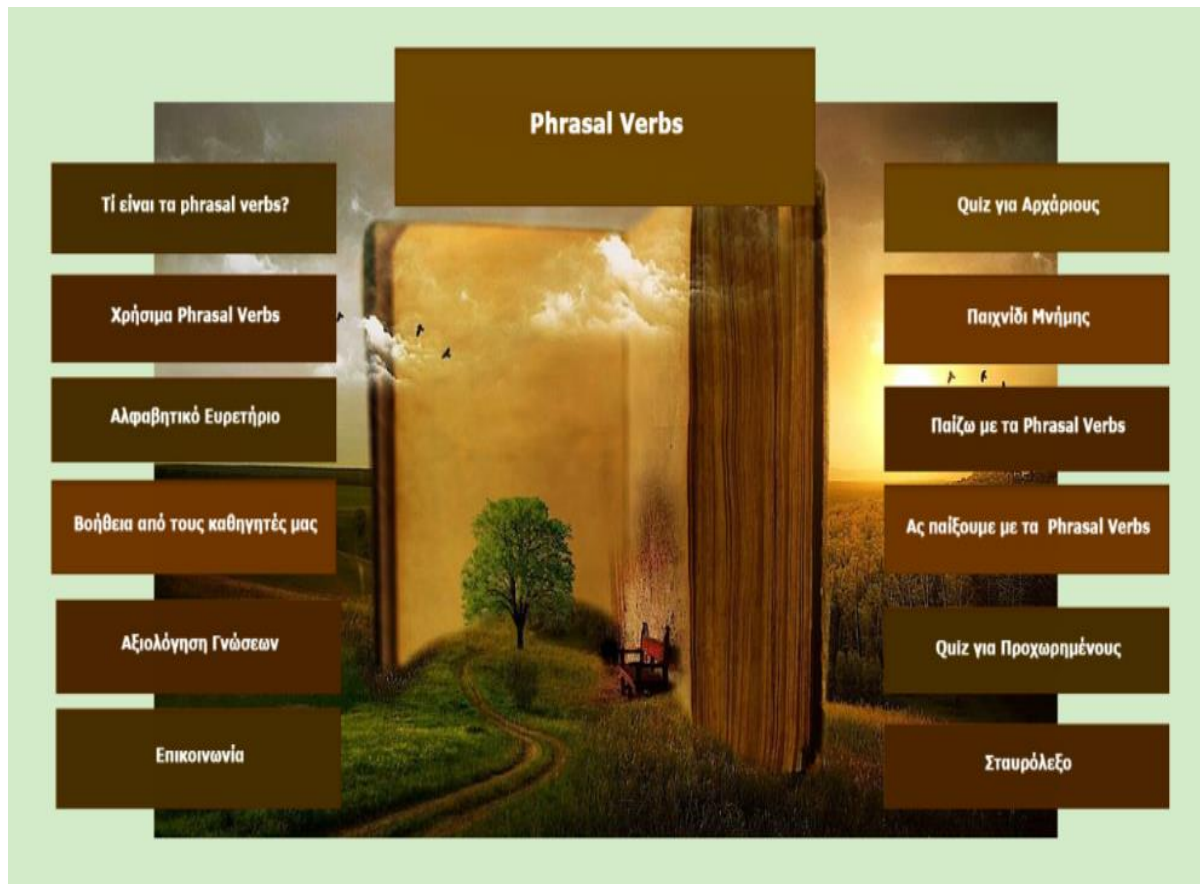 Phrasal Verbs
Τί είναι τα phrasal verbs?
Χρήσιμα Phrasal Verbs
Αλφαβητικό Ευρετήριο
Βοήθεια από τους καθηγητές μας
Αξιολόγηση Γνώσεων
Επικοινωνία
Quiz για Αρχάριους
Παιχνίδι Μνήμης
Παίζω με τα Phrasal Verbs
Ας παίξουμε με τα  Phrasal Verbs
Quiz για Προχωρημένους
Σταυρόλεξο